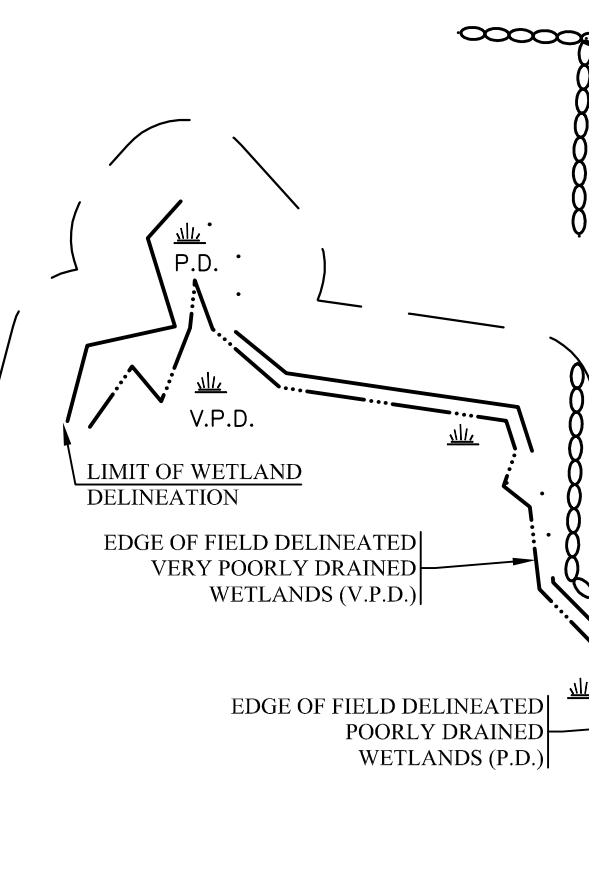 P.D.
V.P.D.
LIMIT OF WETLAND
DELINEATION
EDGE OF FIELD DELINEATED
VERY POORLY DRAINED
WETLANDS (V.P.D.)
EDGE OF FIELD DELINEATED
POORLY DRAINED
WETLANDS (P.D.)